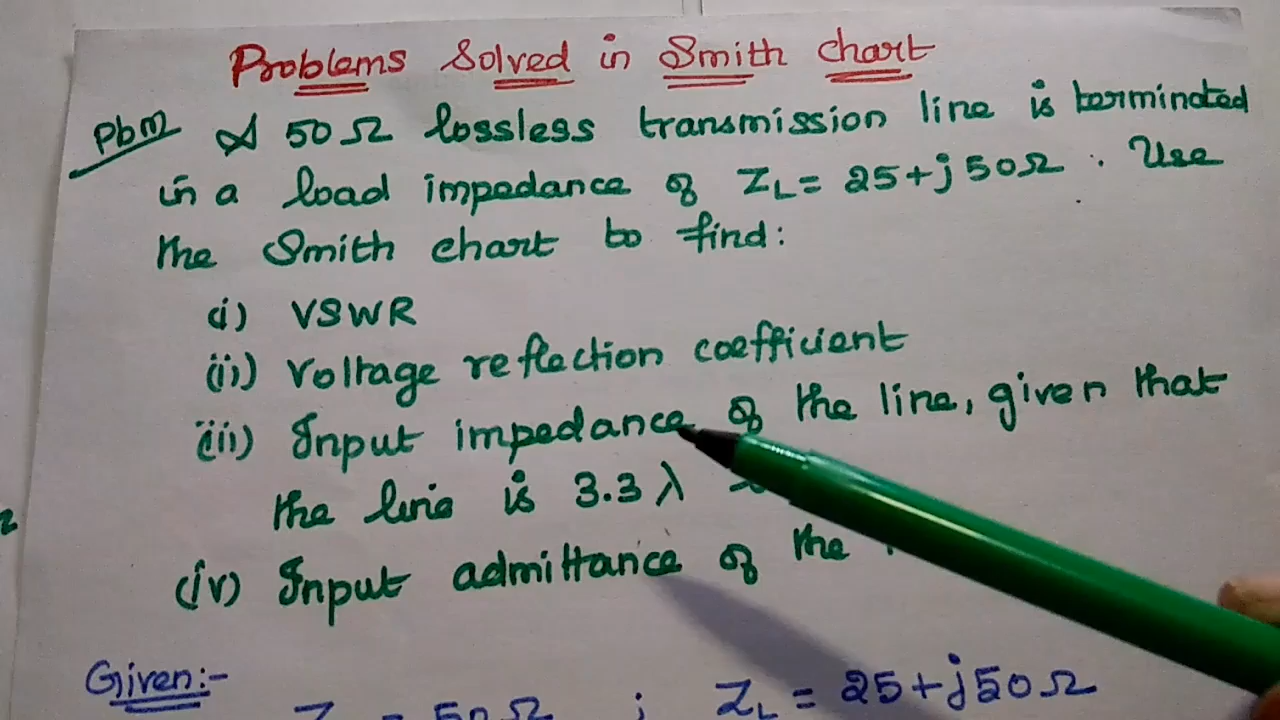 Problems Solved in Smith chart
Pbm A 50Ω lossless transmission line is terminated
in a load impedance of ZL = 25+j50Ω. Use
the Smith chart to find:
(i) VSWR
(ii) Voltage reflection coefficient
(iii) Input impedance of the line, given that
the line is 3.3λ
(iv) Input admittance of the
Given:-
= 50Ω ; ZL = 25+j50Ω